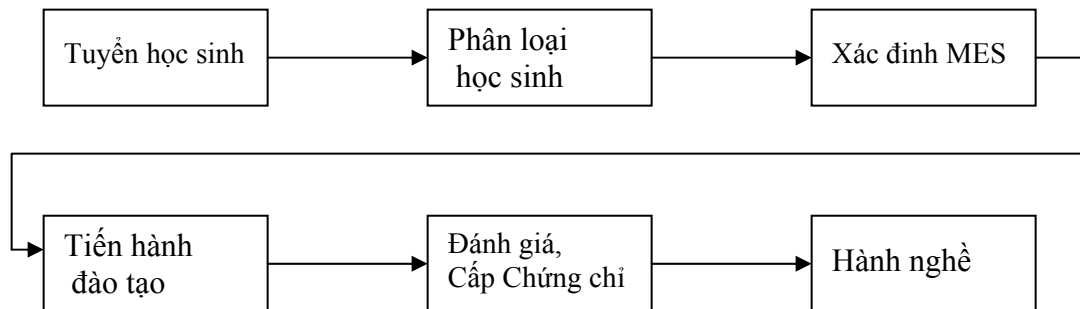 Tuyển học sinh
Phân loại
học sinh
Xác đinh MES
Tiến hành
đào tạo
Đánh giá,
Cấp Chứng chỉ
Hành nghề